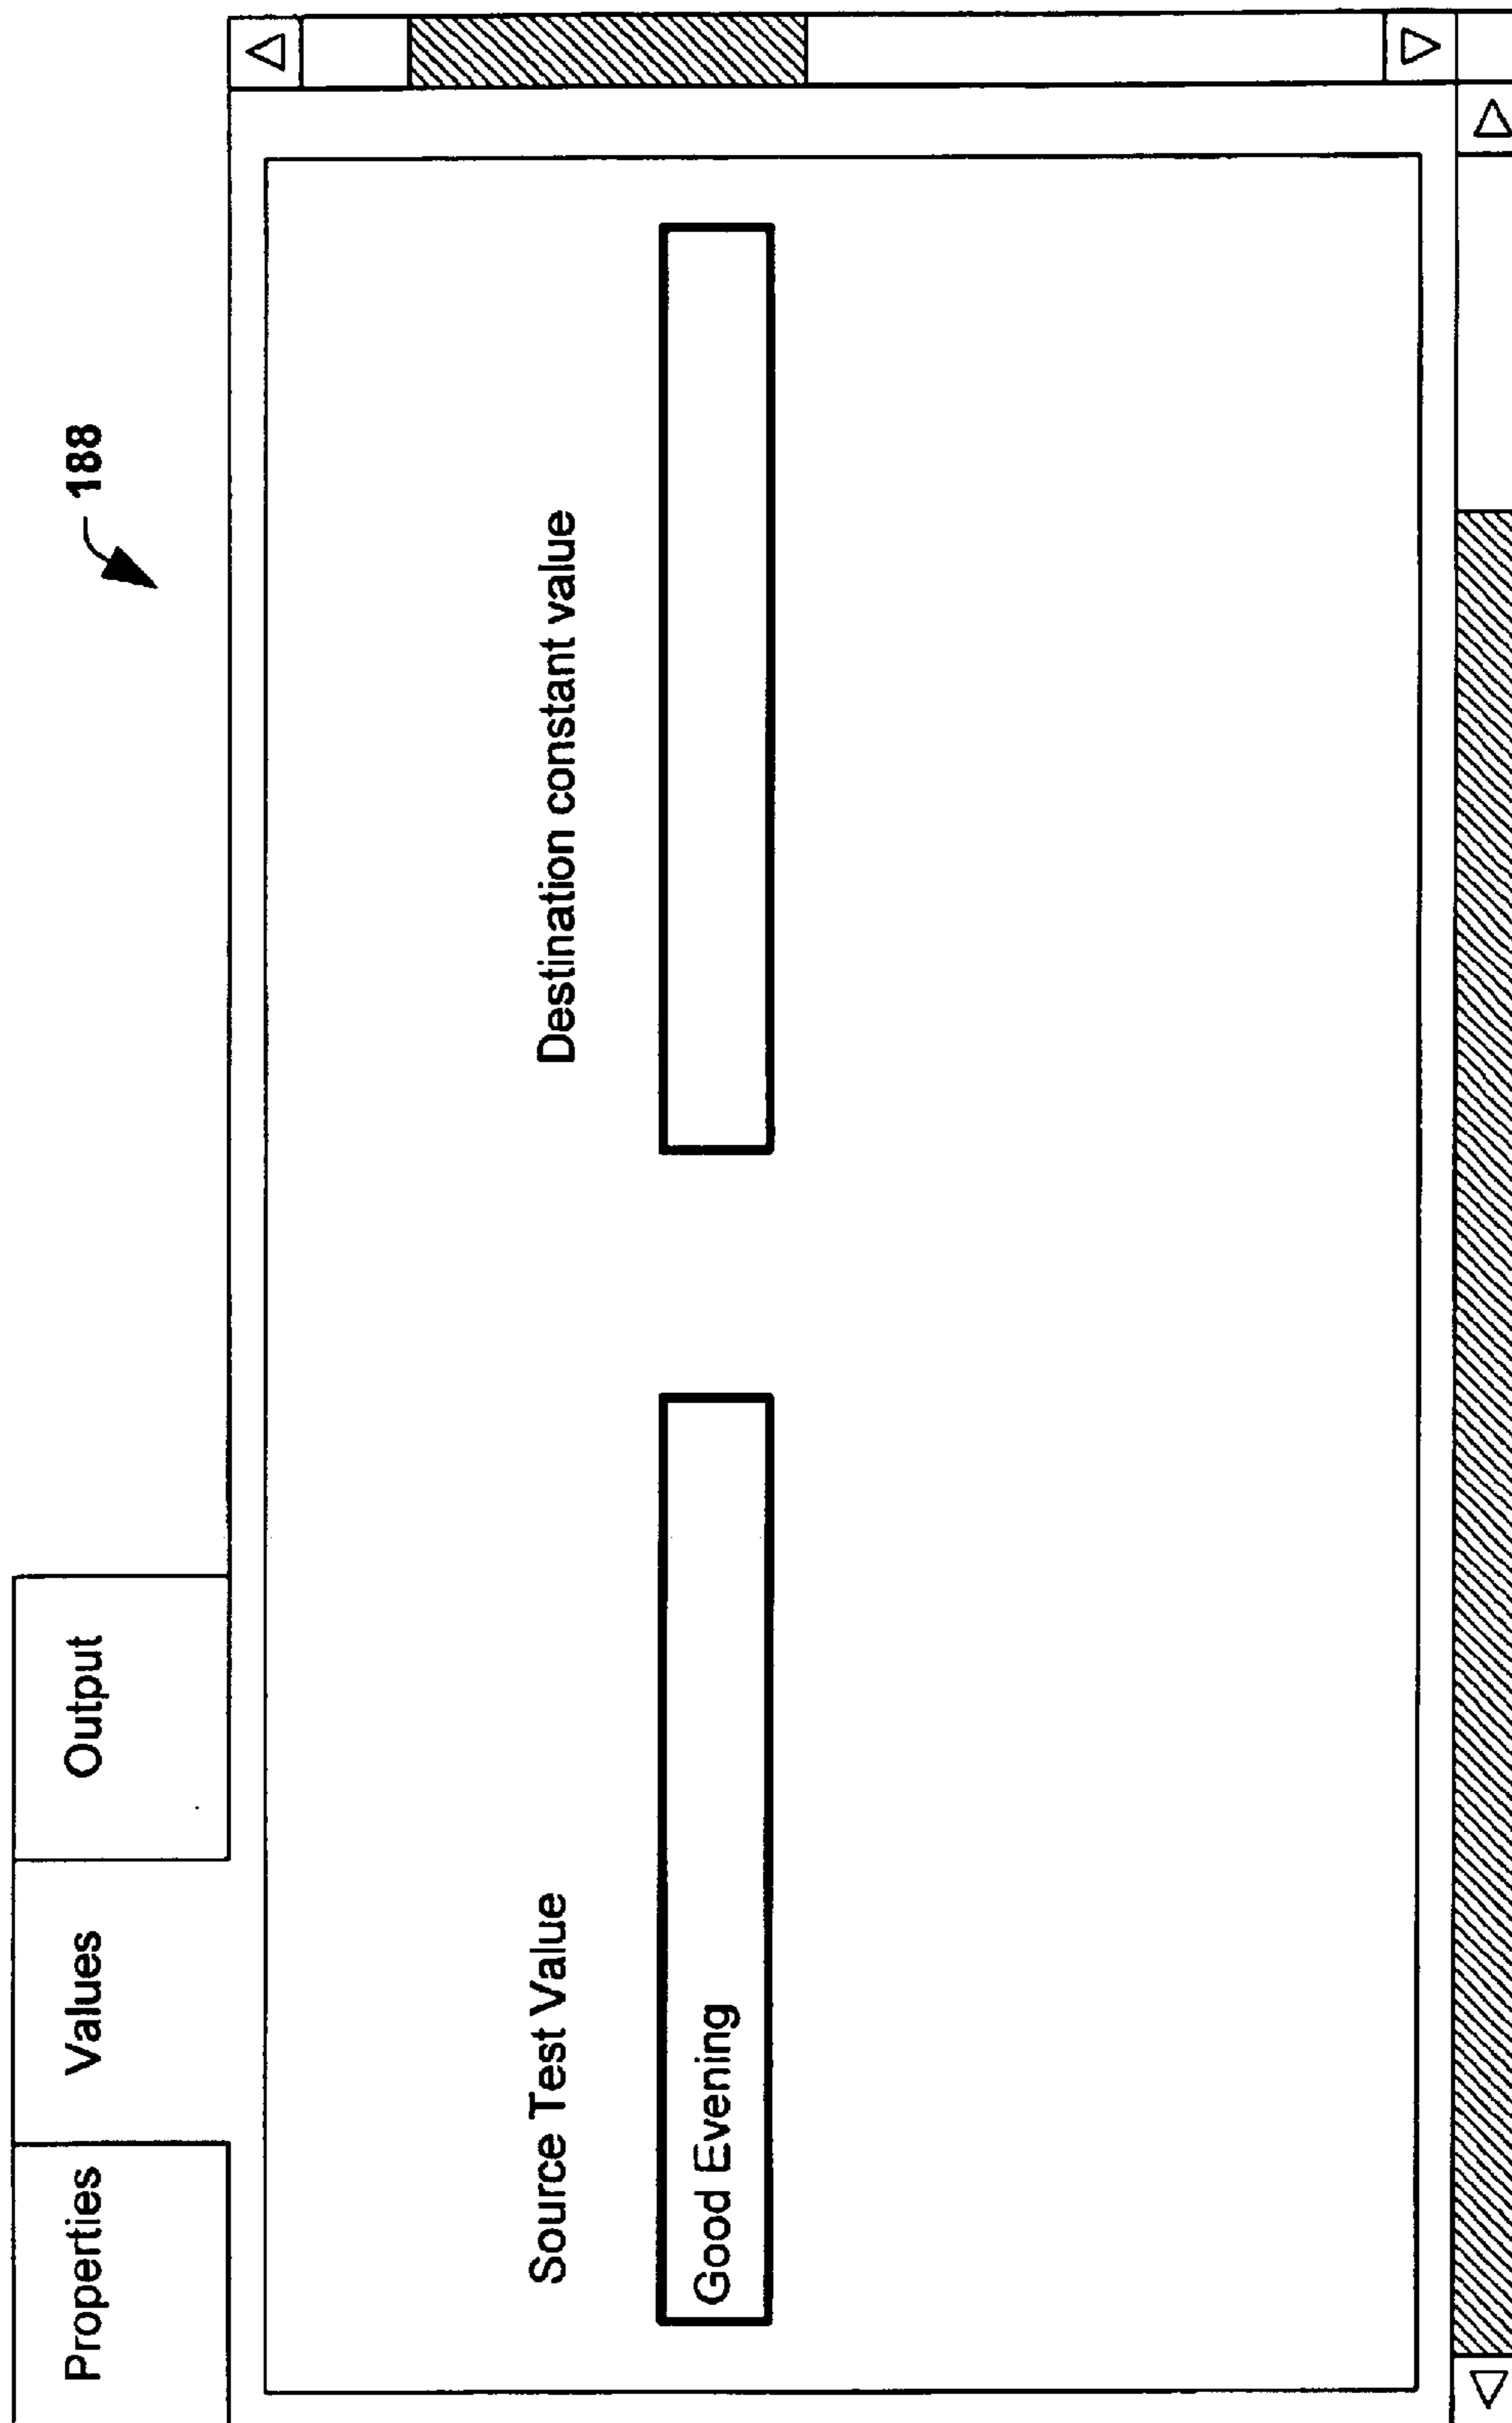 188
Properties Values Output
Source Test Value Destination constant value
Good Evening